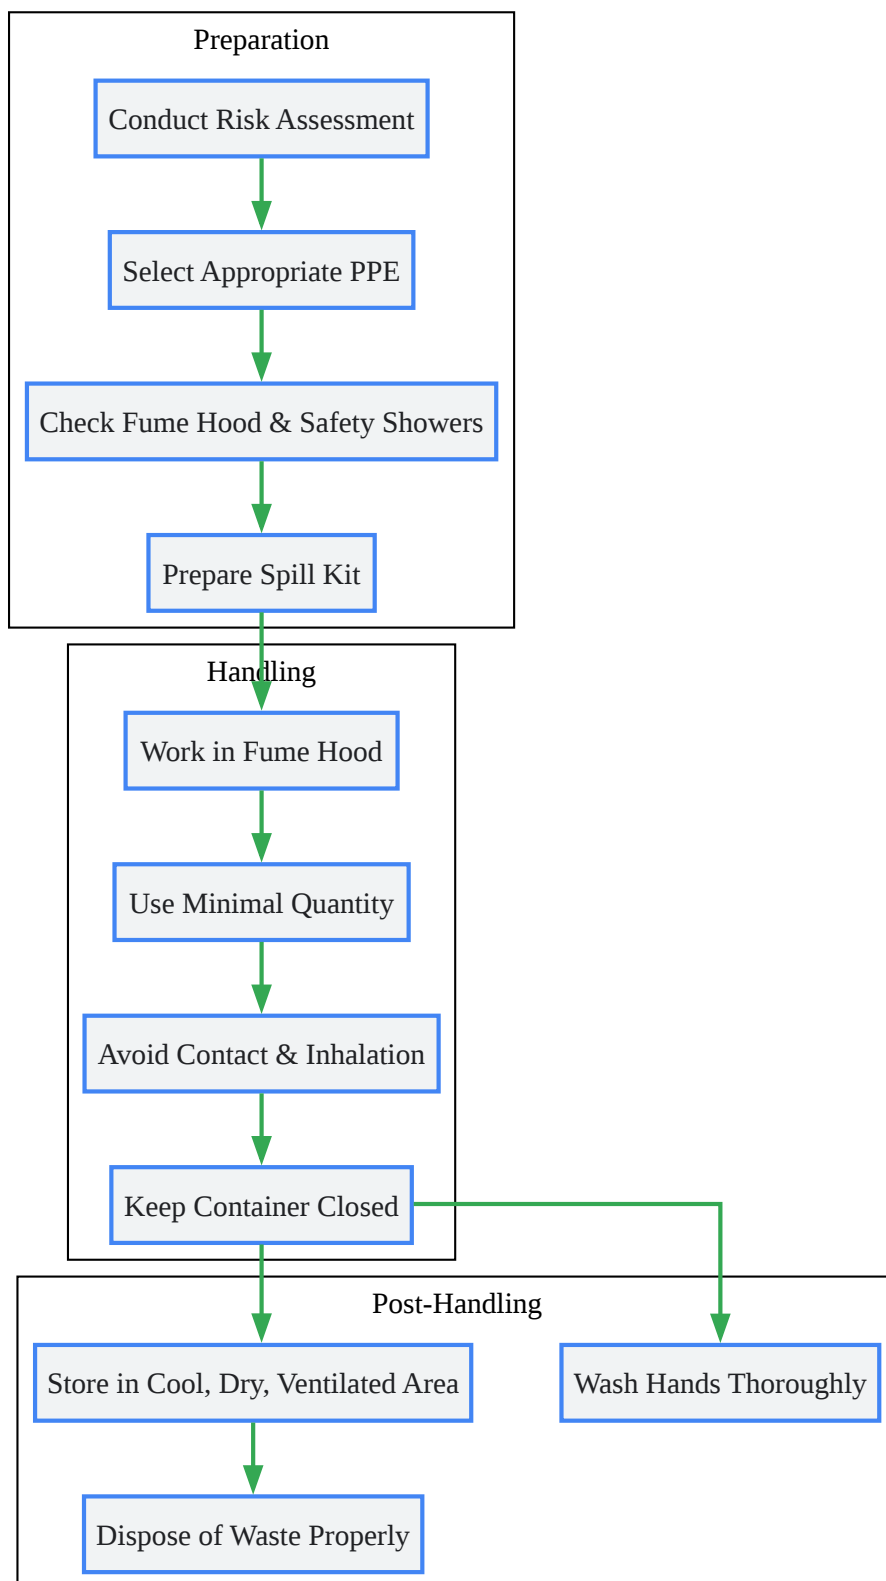 Preparation
Conduct Risk Assessment
Select Appropriate PPE
Check Fume Hood & Safety Showers
Prepare Spill Kit
Handling
Work in Fume Hood
Use Minimal Quantity
Avoid Contact & Inhalation
Keep Container Closed
Post-Handling
Store in Cool, Dry, Ventilated Area
Wash Hands Thoroughly
Dispose of Waste Properly